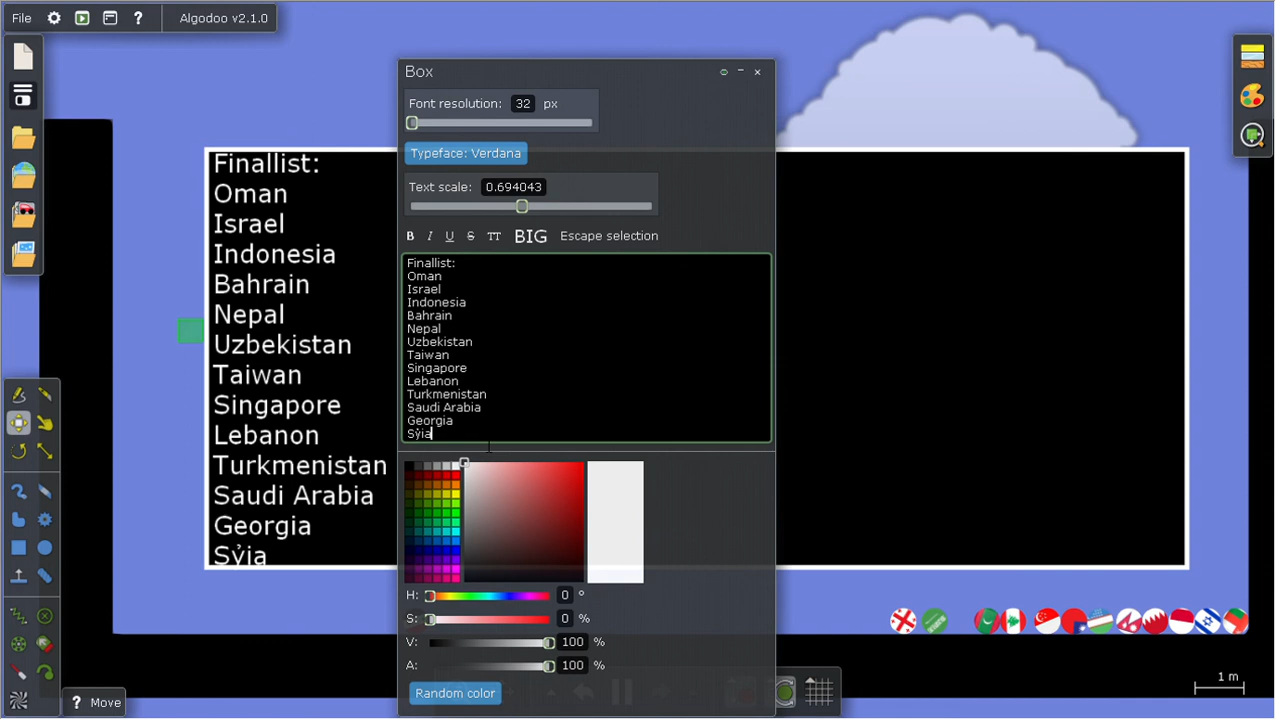 File
?
Algodoo v2.1.0
Box
Font resolution: 32 px
Typeface: Verdana
Text scale: 0.694043
B I U S TT BIG Escape selection
Finallist:
Oman
Israel
Indonesia
Bahrain
Nepal
Uzbekistan
Taiwan
Singapore
Lebanon
Turkmenistan
Saudi Arabia
Georgia
Sỷia
Finallist:
Oman
Israel
Indonesia
Bahrain
Nepal
Uzbekistan
Taiwan
Singapore
Lebanon
Turkmenistan
Saudi Arabia
Georgia
Sỷia
H: 0 °
S: 0 %
V: 100 %
A: 100 %
Random color
? Move
1 m